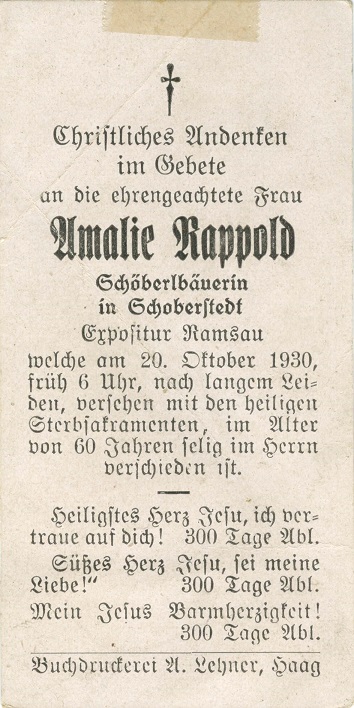 Christliches Andenken
im Gebete
an die ehrengeachtete Frau
Amalie Rappold
Schöberlbäuerin
in Schoberstedt
Expositur Ramsau
welche am 20. Oktober 1930,
früh 6 Uhr, nach langem Lei-
den, versehen mit den heiligen
Sterbsakramenten, im Alter
von 60 Jahren selig im Herrn
verschieden ist.
Heiligstes Herz Jesu, ich ver-
traue auf dich! 300 Tage Abl.
Süßes Herz Jesu, sei meine
Liebe!“ 300 Tage Abl.
Mein Jesus Barmherzigkeit!
300 Tage Abl.
Buchdruckerei A. Lehner, Haag